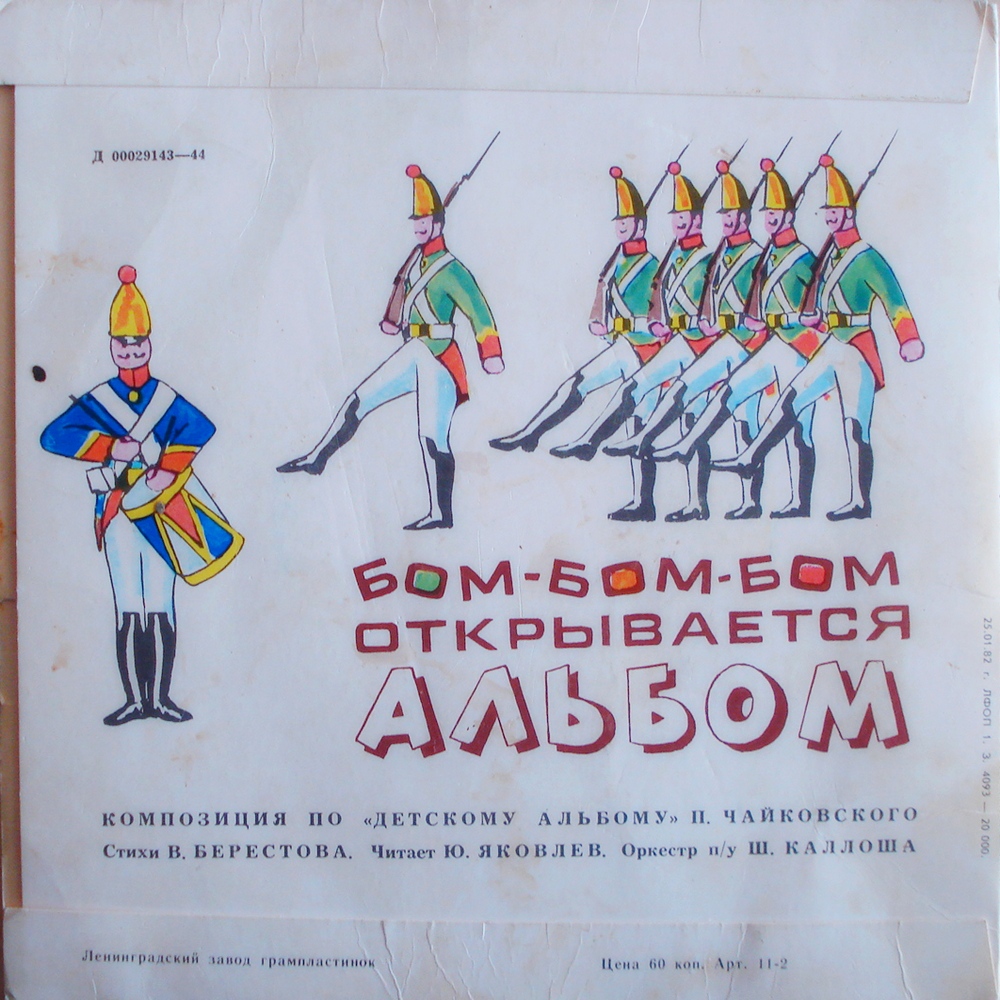 Д 00029143—44
БОМ-БОМ-БОМ
ОТКРЫВАЕТСЯ
АЛЬБОМ
КОМПОЗИЦИЯ ПО «ДЕТСКОМУ АЛЬБОМУ» П. ЧАЙКОВСКОГО
Стихи В. БЕРЕСТОВА. Читает Ю. ЯКОВЛЕВ. Оркестр п/у Ш. КАЛЛОША
Ленинградский завод грампластинок
Цена 60 коп. Арт. 11-2
25.01.82 г. ЛФОП 1. З. 4093—20 000.